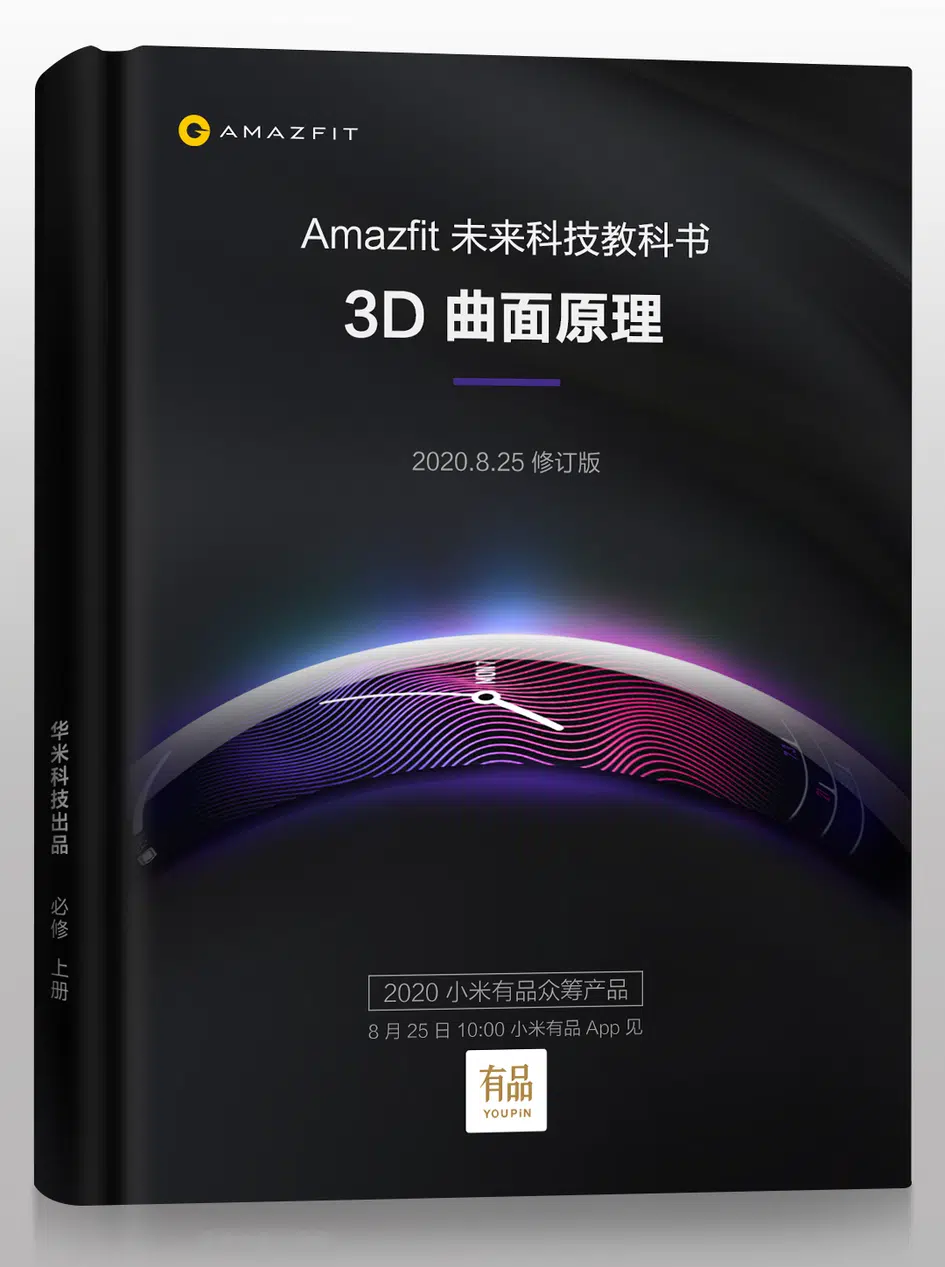 AMAZFIT
Amazfit 未来科技教科书
3D 曲面原理
2020.8.25 修订版
MON
华米科技出品 必修 上册
2020 小米有品众筹产品
8 月 25 日 10:00 小米有品 App 见
有品
YOUPiN